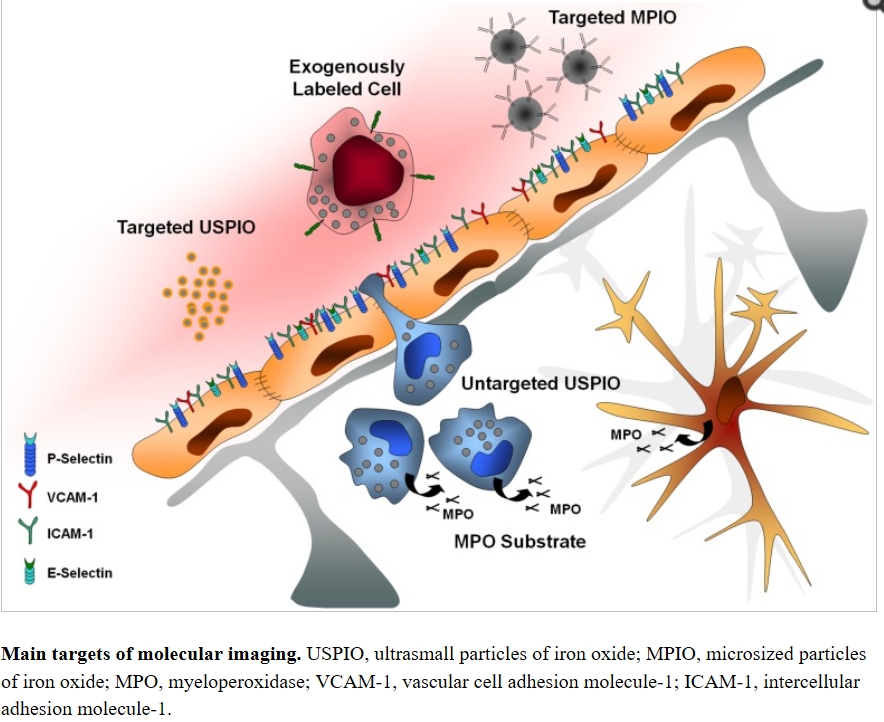 Targeted MPIO
Exogenously
Labeled Cell
Targeted USPIO
Untargeted USPIO
MPO
P-Selectin
VCAM-1
ICAM-1
E-Selectin
MPO
MPO
MPO Substrate
Main targets of molecular imaging. USPIO, ultrasmall particles of iron oxide; MPIO, microsized particles
of iron oxide; MPO, myeloperoxidase; VCAM-1, vascular cell adhesion molecule-1; ICAM-1, intercellular
adhesion molecule-1.